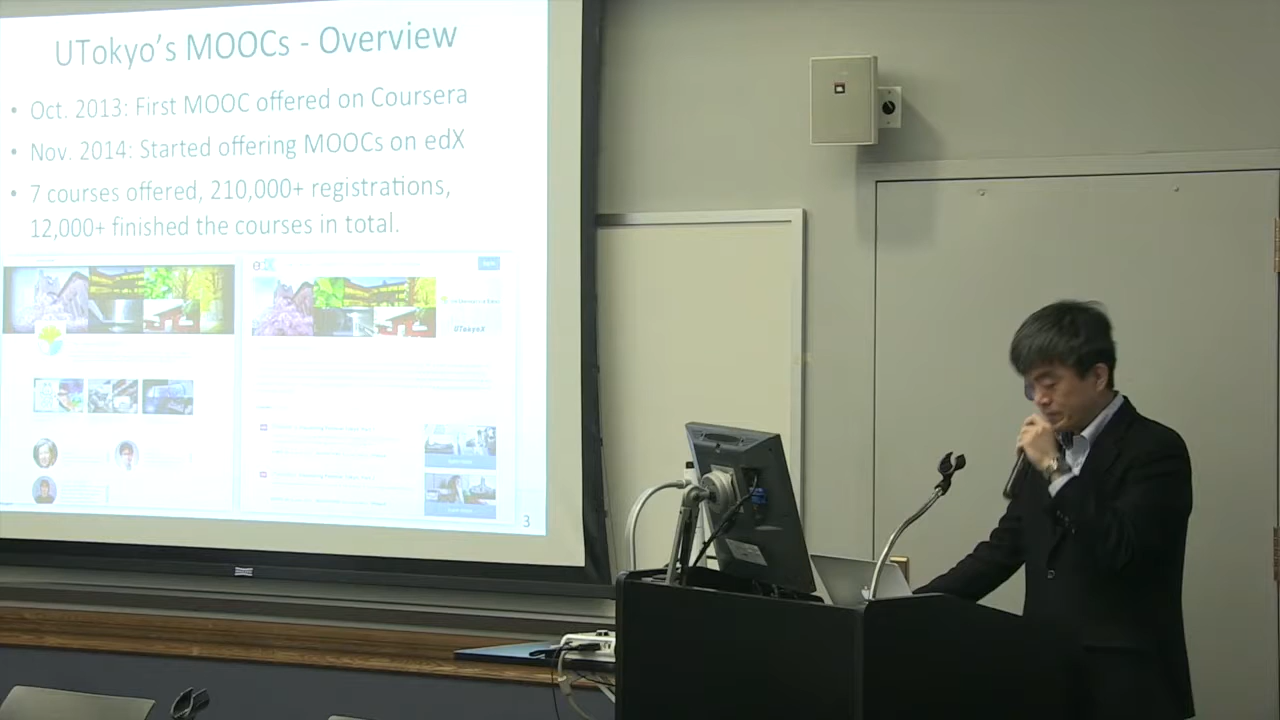 UTokyo's MOOCs - Overview
• Oct. 2013: First MOOC offered on Coursera
• Nov. 2014: Started offering MOOCs on edX
• 7 courses offered, 210,000+ registrations,
12,000+ finished the courses in total.
UTokyoX
3